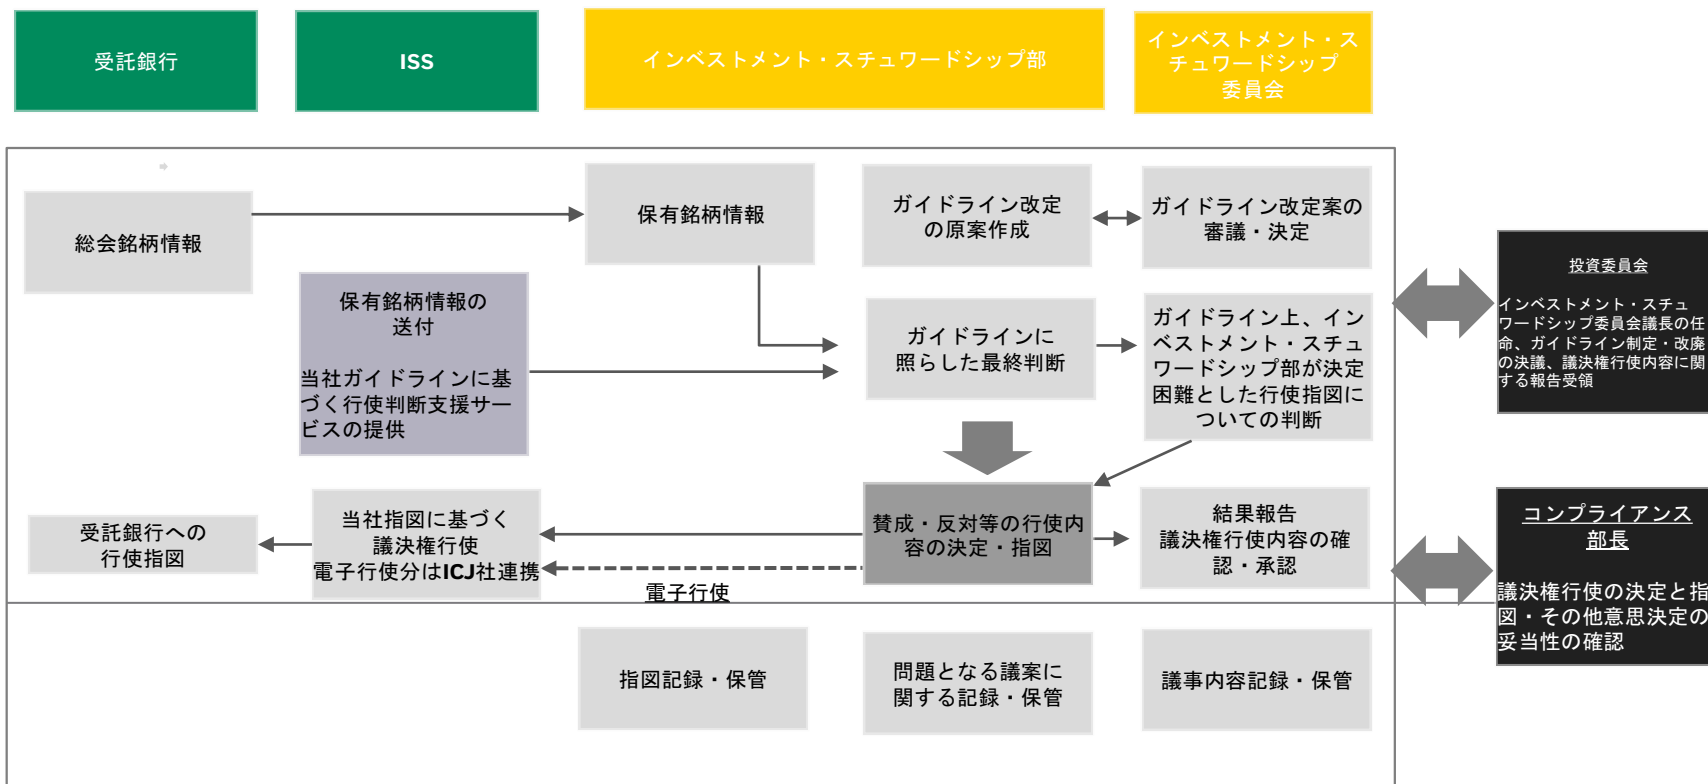 受託銀行
ISS
インベストメント・スチュワードシップ部
インベストメント・ス
チュワードシップ
委員会
総会銘柄情報
保有銘柄情報
ガイドライン改定
の原案作成
ガイドライン改定案の
審議・決定
保有銘柄情報の
送付
当社ガイドラインに基
づく行使判断支援サー
ビスの提供
ガイドラインに
照らした最終判断
ガイドライン上、イン
ベストメント・スチュ
ワードシップ部が決定
困難とした行使指図に
ついての判断
投資委員会
インベストメント・スチュ
ワードシップ委員会議長の任
命、ガイドライン制定・改廃
の決議、議決権行使内容に関
する報告受領
受託銀行への
行使指図
当社指図に基づく
議決権行使
電子行使分はICJ社連携
電子行使
賛成・反対等の行使内
容の決定・指図
結果報告
議決権行使内容の確
認・承認
コンプライアンス
部長
議決権行使の決定と指
図・その他意思決定の
妥当性の確認
指図記録・保管
問題となる議案に
関する記録・保管
議事内容記録・保管